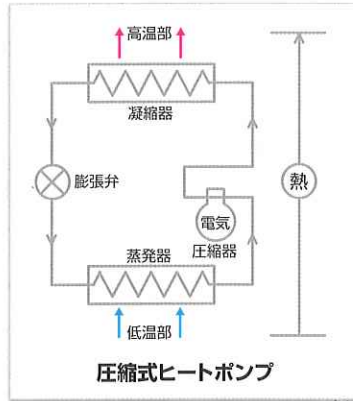 高温部
凝縮器
膨張弁
熱
電気
圧縮器
蒸発器
低温部
圧縮式ヒートポンプ